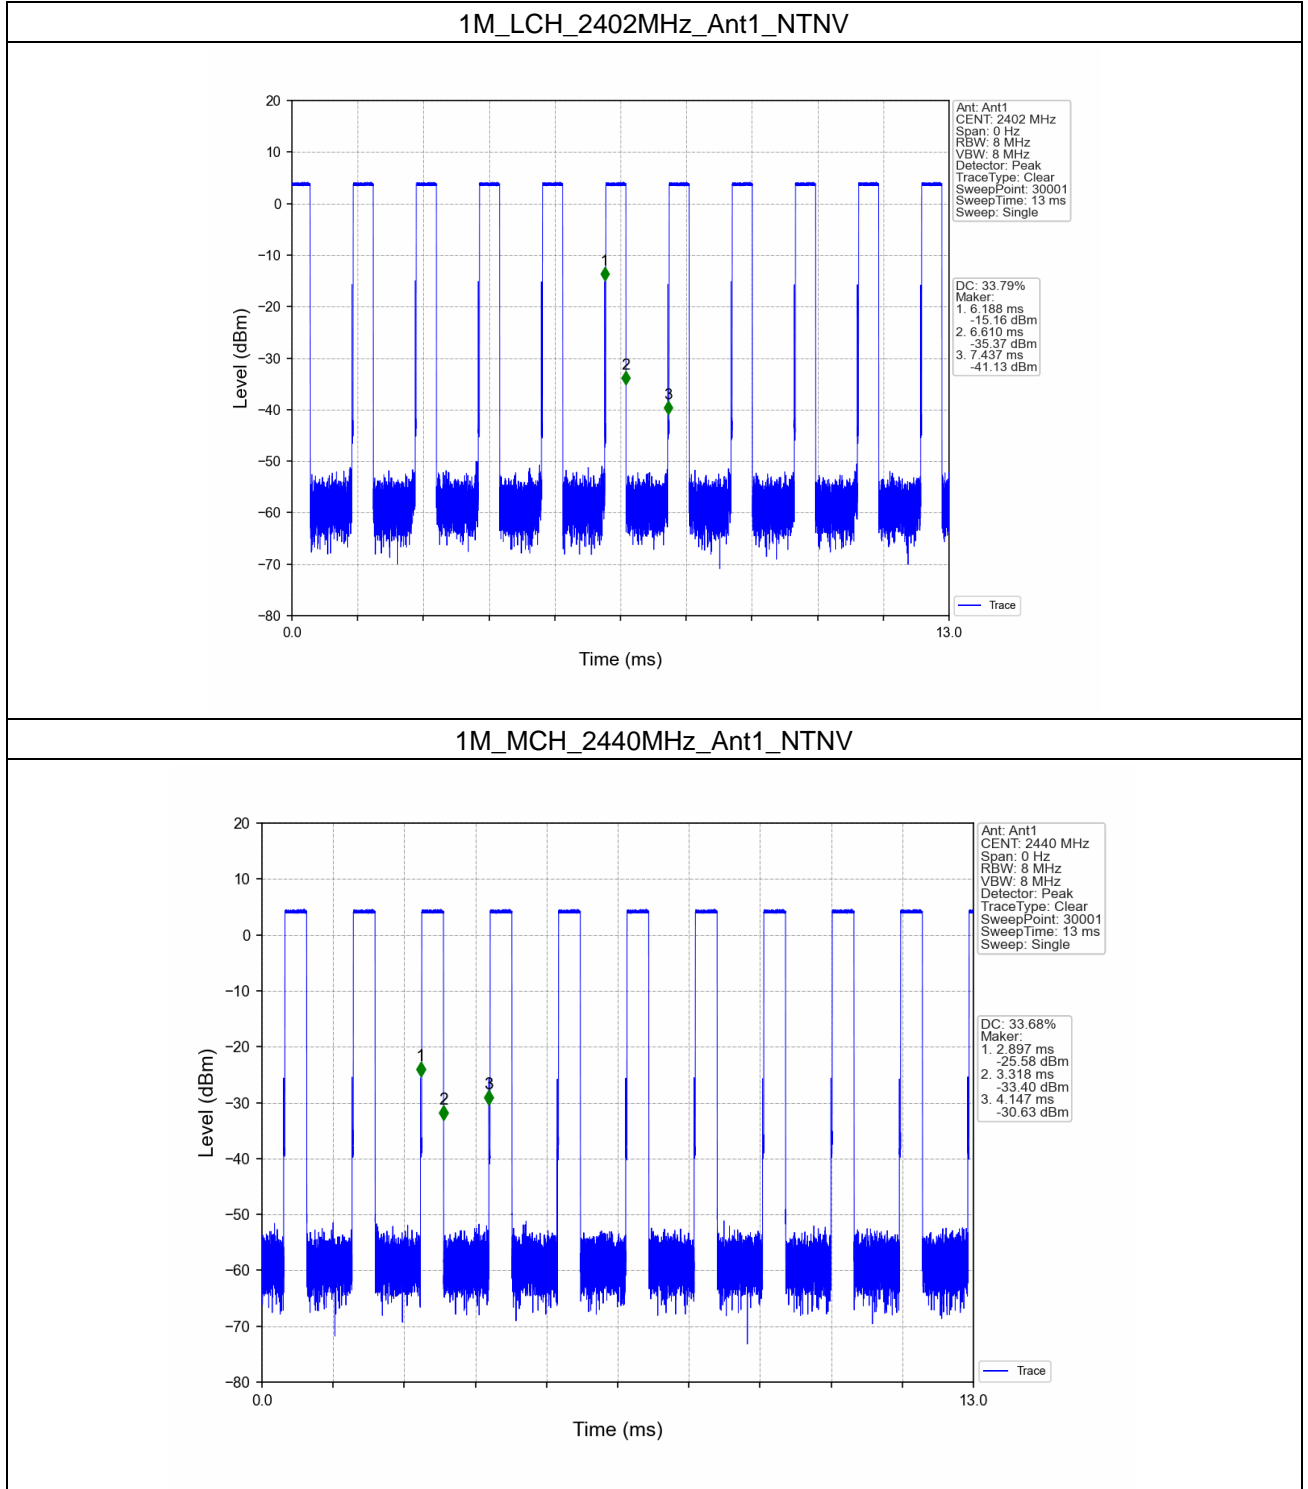 1M_LCH_2402MHz_Ant1_NTNV
20
10
0
−10
−20
−30
−40
−50
−60
−70
−80
Level (dBm)
0.0
13.0
Time (ms)
1
2
3
Ant: Ant1
CENT: 2402 MHz
Span: 0 Hz
RBW: 8 MHz
VBW: 8 MHz
Detector: Peak
TraceType: Clear
SweepPoint: 30001
SweepTime: 13 ms
Sweep: Single
DC: 33.79%
Maker:
1. 6.188 ms
-15.16 dBm
2. 6.610 ms
-35.37 dBm
3. 7.437 ms
-41.13 dBm
Trace
1M_MCH_2440MHz_Ant1_NTNV
20
10
0
−10
−20
−30
−40
−50
−60
−70
−80
Level (dBm)
0.0
13.0
Time (ms)
1
2
3
Ant: Ant1
CENT: 2440 MHz
Span: 0 Hz
RBW: 8 MHz
VBW: 8 MHz
Detector: Peak
TraceType: Clear
SweepPoint: 30001
SweepTime: 13 ms
Sweep: Single
DC: 33.68%
Maker:
1. 2.897 ms
-25.58 dBm
2. 3.318 ms
-33.40 dBm
3. 4.147 ms
-30.63 dBm
Trace